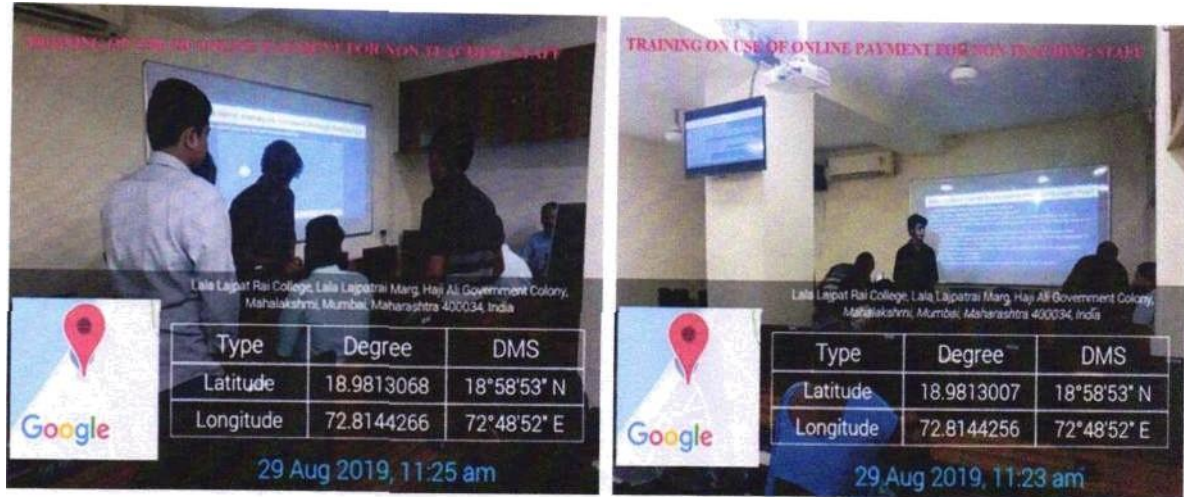 TRAINING ON USE OF ONLINE PAYMENT FOR NON TEACHING STAFF
Lala Lajpat Rai College, Lala Lajpatrai Marg, Haji Ali Government Colony,
Mahalakshmi, Mumbai, Maharashtra 400034, India
Type Degree DMS
Latitude 18.9813068 18°58'53" N
Longitude 72.8144266 72°48'52" E
Google
29 Aug 2019, 11:25 am
TRAINING ON USE OF ONLINE PAYMENT FOR NON TEACHING STAFF
Lala Lajpat Rai College, Lala Lajpatrai Marg, Haji Ali Government Colony,
Mahalakshmi, Mumbai, Maharashtra 400034, India
Type Degree DMS
Latitude 18.9813007 18°58'53" N
Longitude 72.8144256 72°48'52" E
Google
29 Aug 2019, 11:23 am